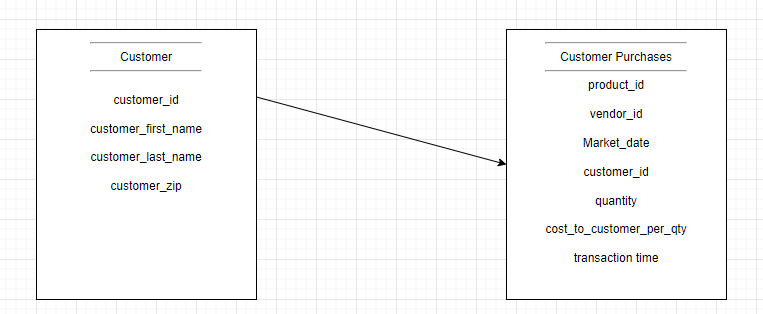 Customer
customer_id
customer_first_name
customer_last_name
customer_zip
Customer Purchases
product_id
vendor_id
Market_date
customer_id
quantity
cost_to_customer_per_qty
transaction time